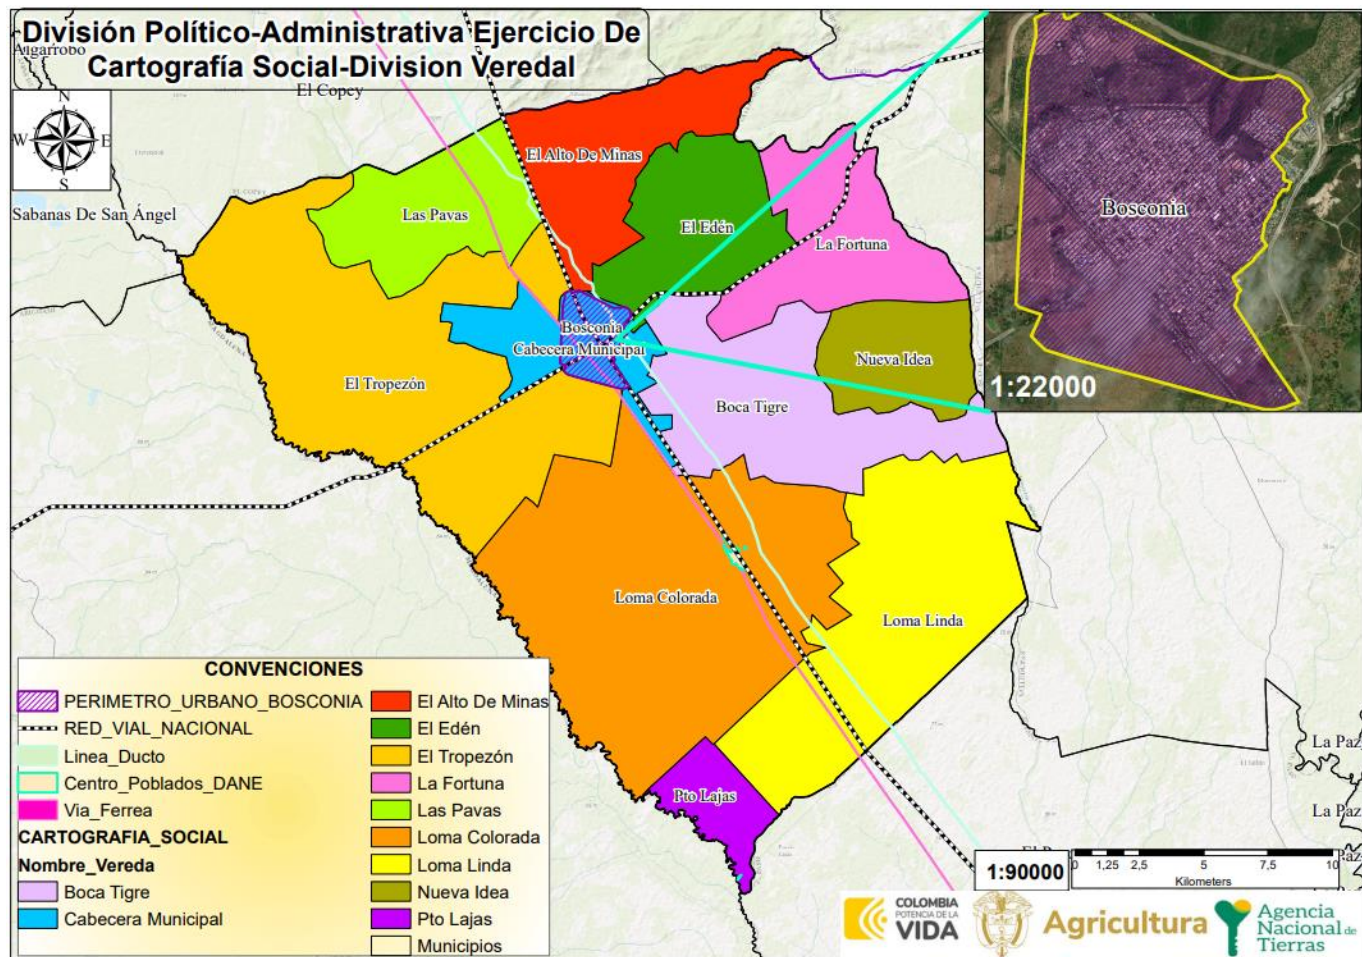 División Político-Administrativa Ejercicio De
Cartografía Social-Division Veredal
Algarrobo
El Copey
N
W
E
S
Sabanas De San Ángel
EL COPEY
El Alto De Minas
Las Pavas
El Edén
La Fortuna
Bosconia
Cabecera Municipal
El Tropezón
Nueva Idea
Boca Tigre
Loma Colorada
Loma Linda
Pto Lajas
Bosconia
1:22000
La Paz
La Paz
CONVENCIONES
PERIMETRO_URBANO_BOSCONIA
RED_VIAL_NACIONAL
Linea_Ducto
Centro_Poblados_DANE
Via_Ferrea
CARTOGRAFIA_SOCIAL
Nombre_Vereda
Boca Tigre
Cabecera Municipal
El Alto De Minas
El Edén
El Tropezón
La Fortuna
Las Pavas
Loma Colorada
Loma Linda
Nueva Idea
Pto Lajas
Municipios
1:90000
0 1,25 2,5 5 7,5 10
Kilometers
COLOMBIA
POTENCIA DE LA
VIDA
Agricultura
Agencia
Nacional de
Tierras